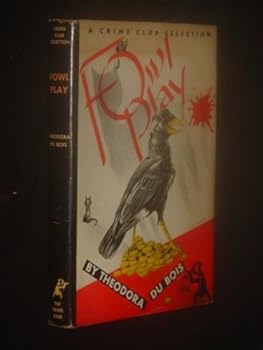 CRIME
CLUB
SELECTION
FOWL
PLAY
THEODORA
DU BOIS
THE
CRIME
CLUB
A CRIME CLUB SELECTION
FOWL
PLAY
BY THEODORA
DU BOIS